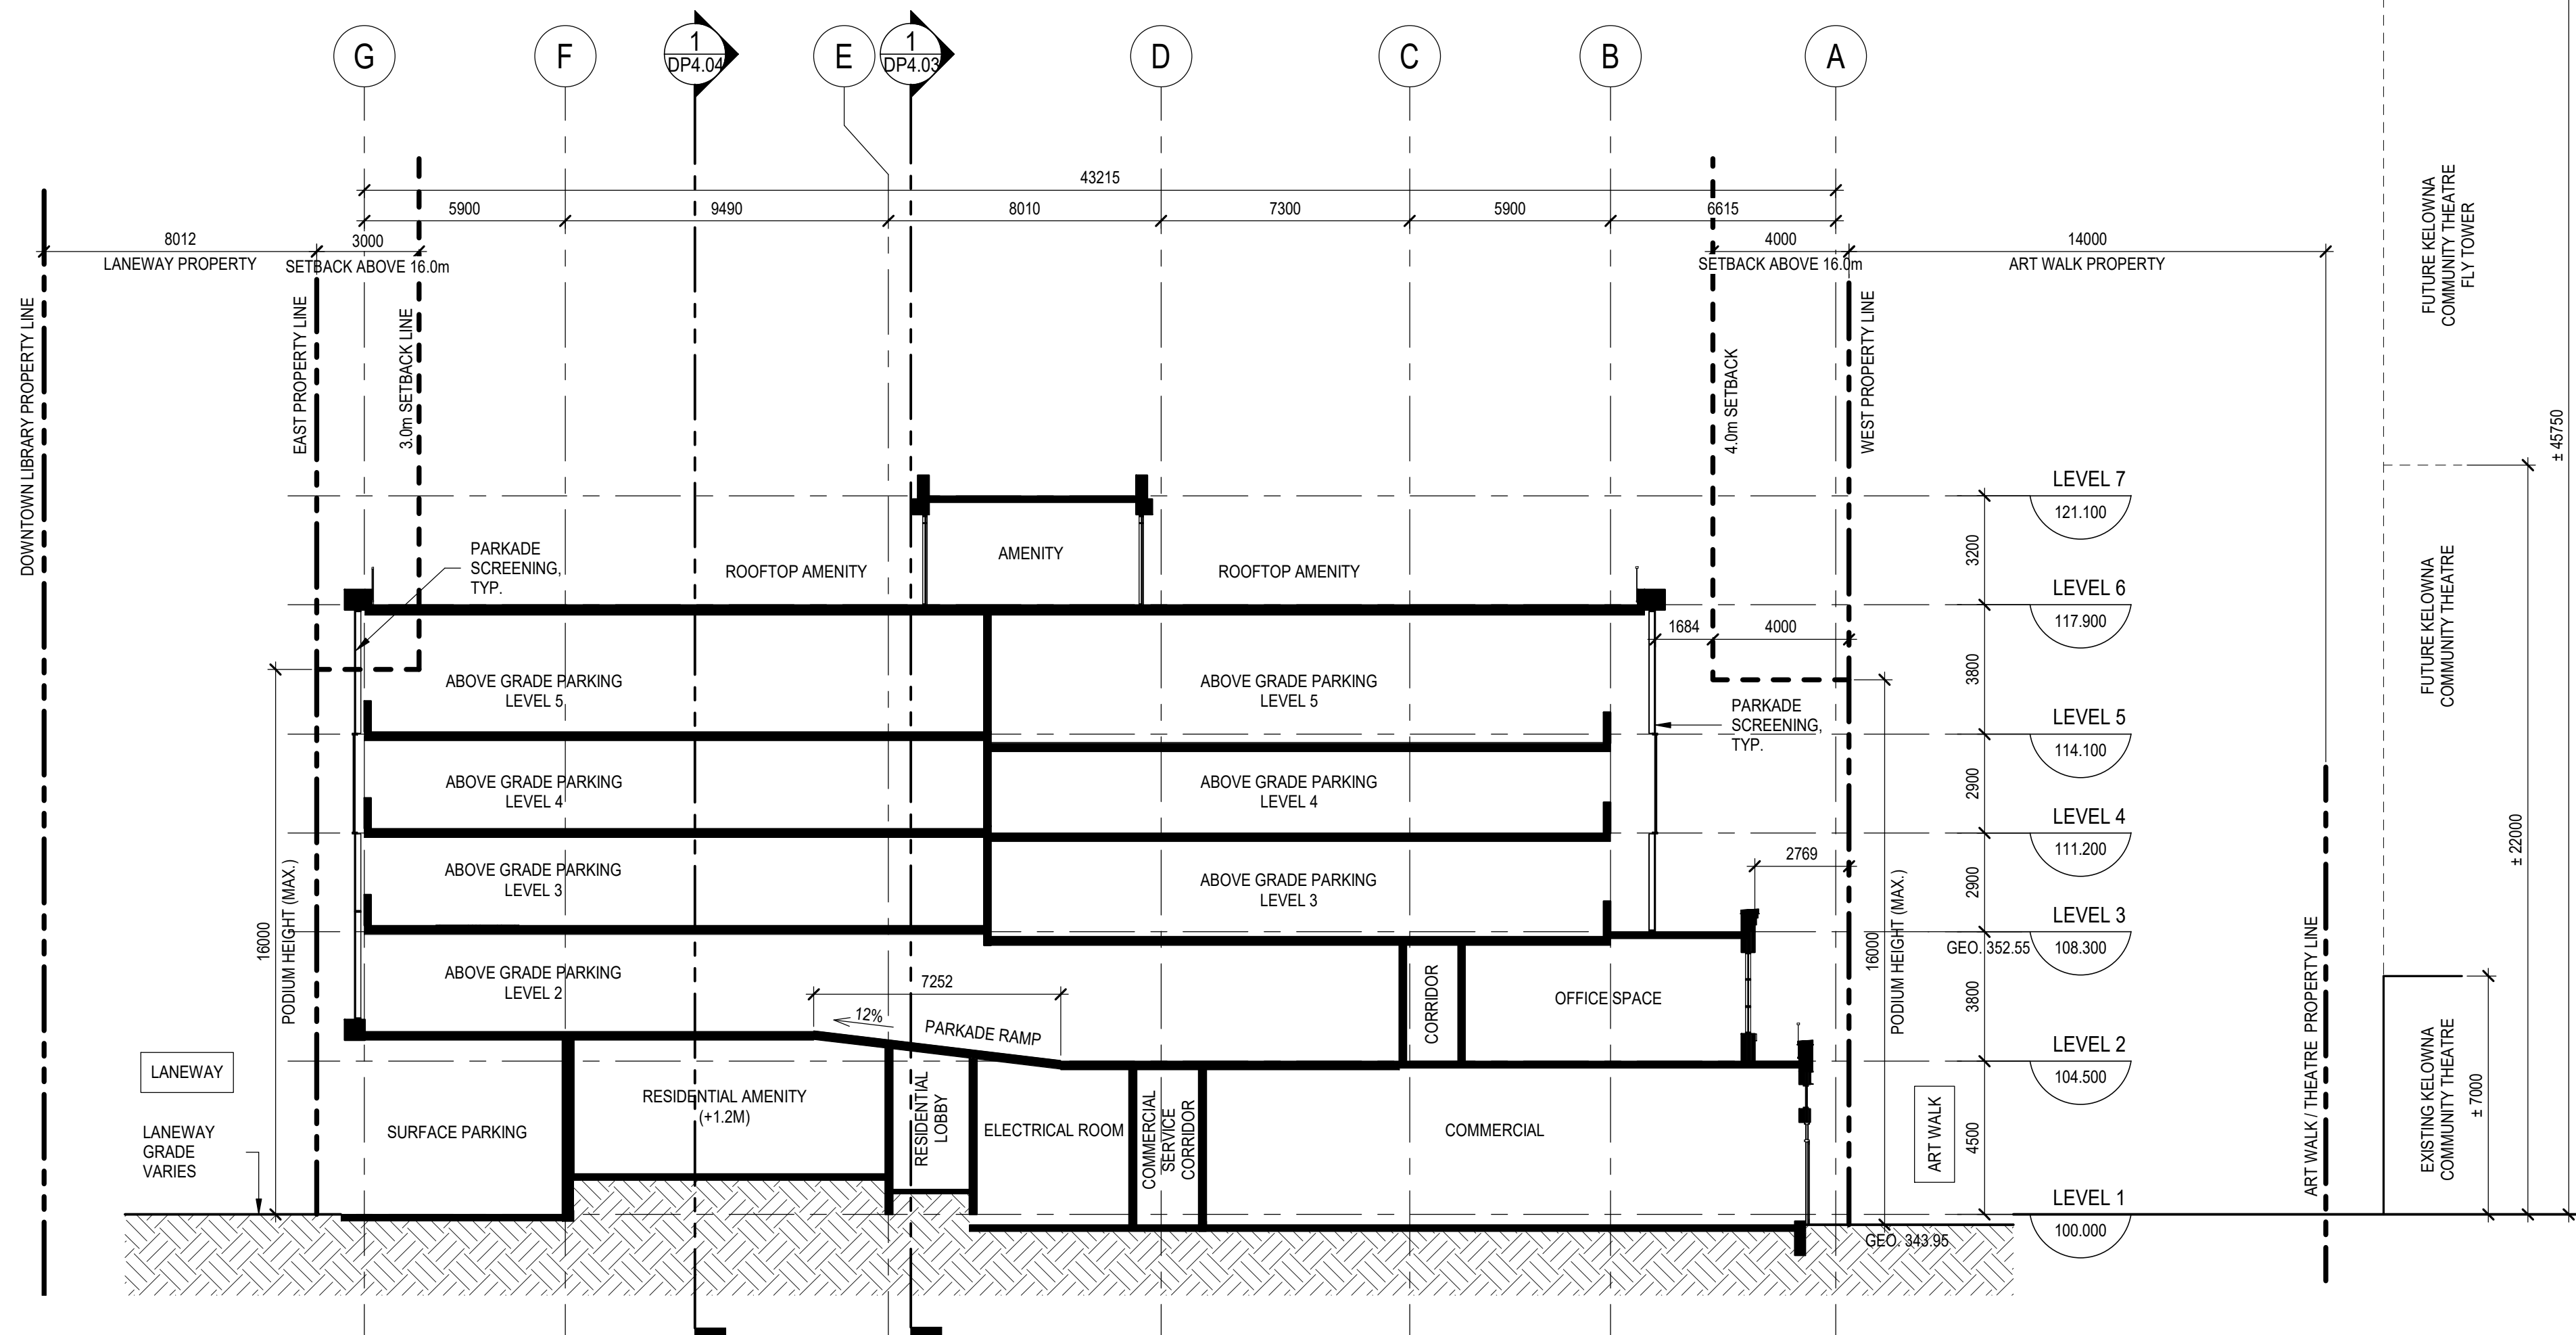 G
F
1
DP4.04
E
1
DP4.03
D
C
B
A
43215
5900
9490
8010
7300
5900
6615
8012
LANEWAY PROPERTY
3000
SETBACK ABOVE 16.0m
4000
SETBACK ABOVE 16.0m
14000
ART WALK PROPERTY
DOWNTOWN LIBRARY PROPERTY LINE
EAST PROPERTY LINE
3.0m SETBACK LINE
4.0m SETBACK
WEST PROPERTY LINE
FUTURE KELOWNA
COMMUNITY THEATRE
FLY TOWER
± 45750
LEVEL 7
121.100
3200
PARKADE
SCREENING,
TYP.
ROOFTOP AMENITY
AMENITY
ROOFTOP AMENITY
LEVEL 6
117.900
FUTURE KELOWNA
COMMUNITY THEATRE
1684
4000
3800
ABOVE GRADE PARKING
LEVEL 5
ABOVE GRADE PARKING
LEVEL 5
PARKADE
SCREENING,
TYP.
LEVEL 5
114.100
2900
ABOVE GRADE PARKING
LEVEL 4
ABOVE GRADE PARKING
LEVEL 4
LEVEL 4
111.200
± 22000
2769
2900
ABOVE GRADE PARKING
LEVEL 3
ABOVE GRADE PARKING
LEVEL 3
LEVEL 3
GEO. 352.55
108.300
16000
PODIUM HEIGHT (MAX.)
16000
PODIUM HEIGHT (MAX.)
ABOVE GRADE PARKING
LEVEL 2
7252
12%
PARKADE RAMP
CORRIDOR
OFFICE SPACE
3800
LEVEL 2
104.500
LANEWAY
LANEWAY
GRADE
VARIES
SURFACE PARKING
RESIDENTIAL AMENITY
(+1.2M)
RESIDENTIAL
LOBBY
ELECTRICAL ROOM
COMMERCIAL
SERVICE
CORRIDOR
COMMERCIAL
ART WALK
4500
LEVEL 1
100.000
GEO. 343.95
ART WALK / THEATRE PROPERTY LINE
EXISTING KELOWNA
COMMUNITY THEATRE
± 7000